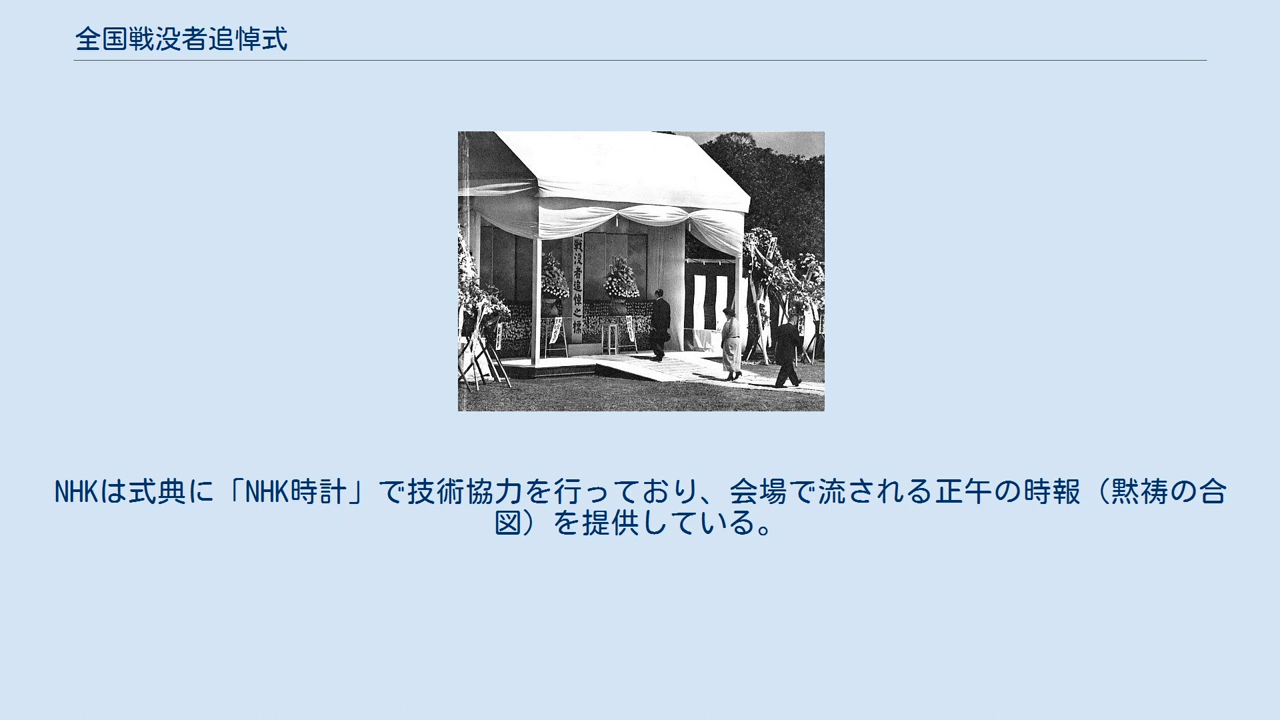 全国戦没者追悼式
戦没者追悼之標
NHKは式典に「NHK時計」で技術協力を行っており、会場で流される正午の時報（黙祷の合
図）を提供している。